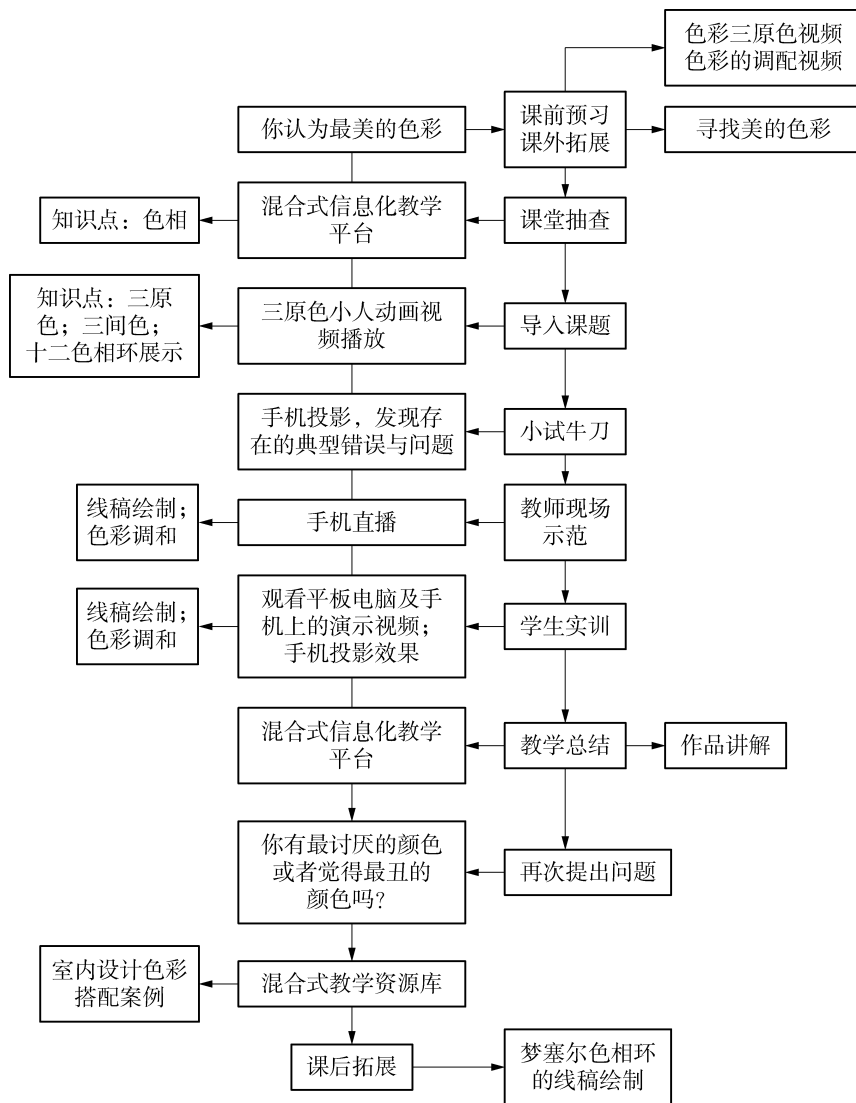 色彩三原色视频
色彩的调配视频
你认为最美的色彩
课前预习
课外拓展
寻找美的色彩
知识点：色相
混合式信息化教学
平台
课堂抽查
知识点：三原
色；三间色；
十二色相环展示
三原色小人动画视
频播放
导入课题
手机投影，发现存
在的典型错误与问题
小试牛刀
线稿绘制；
色彩调和
手机直播
教师现场
示范
线稿绘制；
色彩调和
观看平板电脑及手
机上的演示视频；
手机投影效果
学生实训
混合式信息化教学
平台
教学总结
作品讲解
你有最讨厌的颜色
或者觉得最丑的
颜色吗？
再次提出问题
室内设计色彩
搭配案例
混合式教学资源库
课后拓展
梦塞尔色相环
的线稿绘制